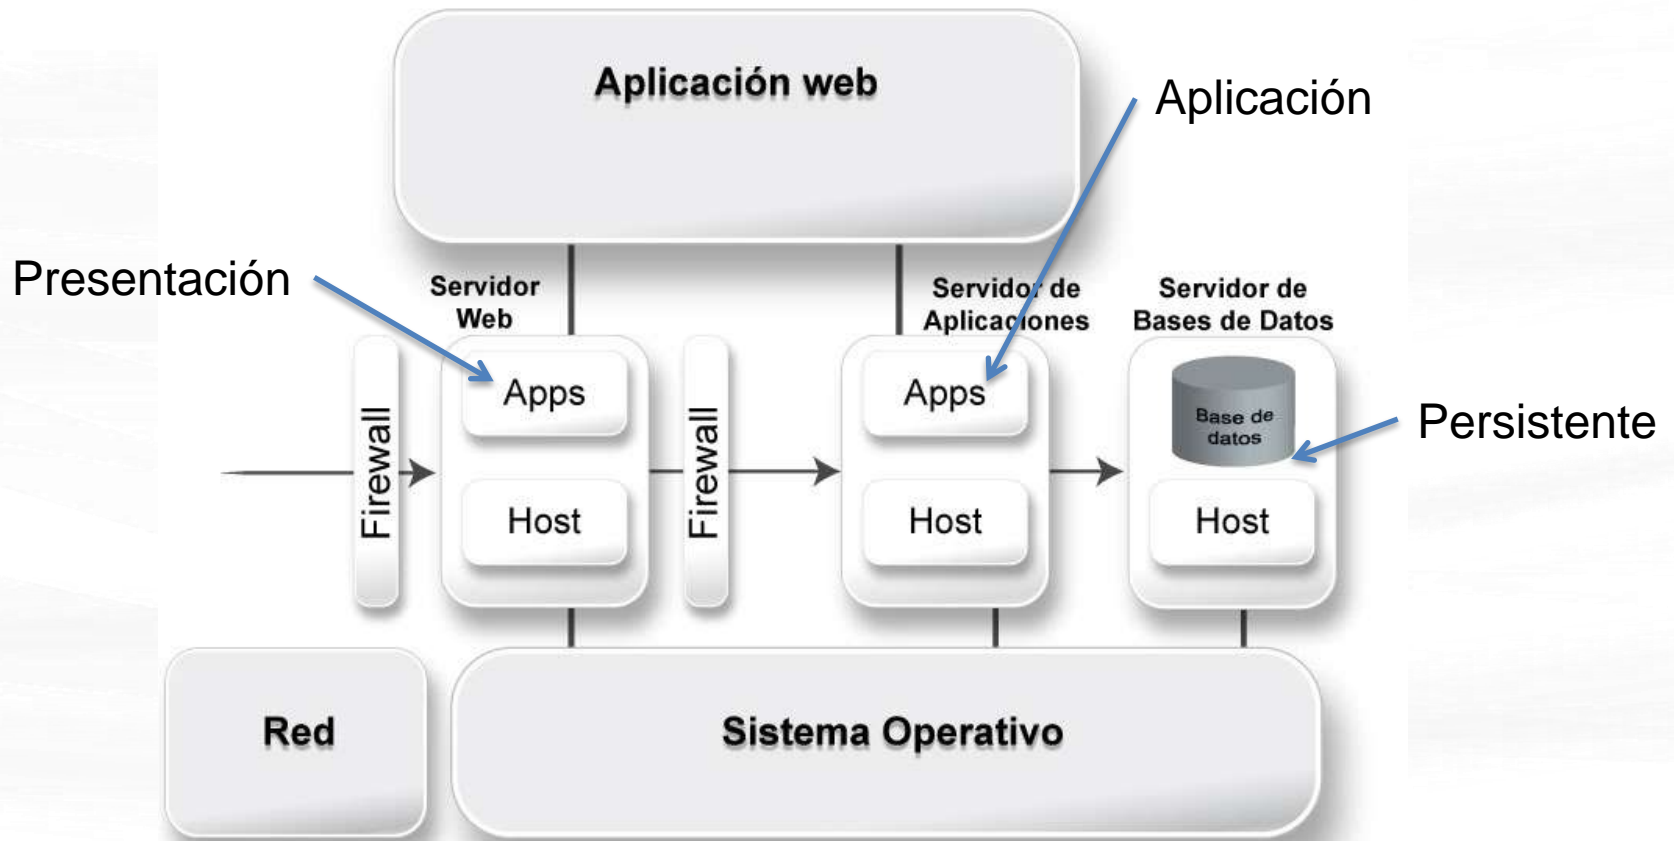 Aplicación web
Aplicación
Presentación
Servidor
Web
Servidor de
Aplicaciones
Servidor de
Bases de Datos
Firewall
Apps
Host
Firewall
Apps
Host
Base de
datos
Host
Persistente
Red
Sistema Operativo